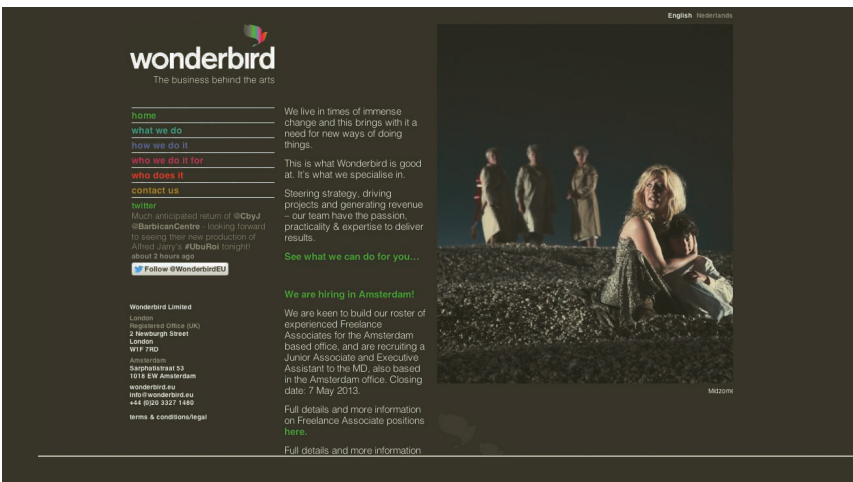 English Nederlands
wonderbird
The business behind the arts
home
what we do
how we do it
who we do it for
who does it
contact us
twitter
Much anticipated return of @CbyJ
@BarbicanCentre - looking forward
to seeing their new production of
Alfred Jarry's #UbuRoi tonight!
about 2 hours ago
Follow @WonderbirdEU
Wonderbird Limited
London
Registered Office (UK)
2 Newburgh Street
London
W1F 7RD
Amsterdam
Sarphatistraat 53
1018 EW Amsterdam
wonderbird.eu
info@wonderbird.eu
+44 (0)20 3327 1480
terms & conditions/legal
We live in times of immense
change and this brings with it a
need for new ways of doing
things.
This is what Wonderbird is good
at. It's what we specialise in.
Steering strategy, driving
projects and generating revenue
– our team have the passion,
practicality & expertise to deliver
results.
See what we can do for you…
We are hiring in Amsterdam!
We are keen to build our roster of
experienced Freelance
Associates for the Amsterdam
based office, and are recruiting a
Junior Associate and Executive
Assistant to the MD, also based
in the Amsterdam office. Closing
date: 7 May 2013.
Full details and more information
on Freelance Associate positions
here.
Full details and more information
Midzome